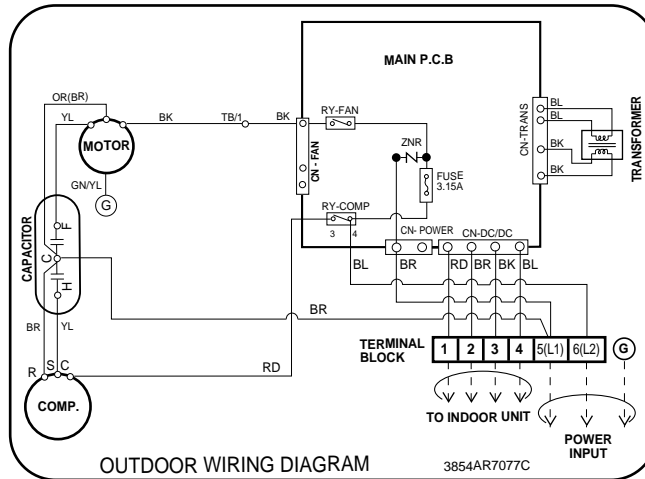 MAIN P.C.B
OR(BR)
YL
MOTOR
BK
TB/1
BK
RY-FAN
ZNR
FUSE
3.15A
CN - FAN
CN-TRANS
BL
BL
BK
BK
TRANSFORMER
GN/YL
G
RY-COMP
3 4
CN- POWER
CN-DC/DC
CAPACITOR
F
C
H
BL
BR
RD
BR
BK
BL
BR
YL
BR
RD
R
S
C
COMP.
TERMINAL
BLOCK
1 2 3 4 5(L1) 6(L2) G
TO INDOOR UNIT
POWER
INPUT
OUTDOOR WIRING DIAGRAM
3854AR7077C